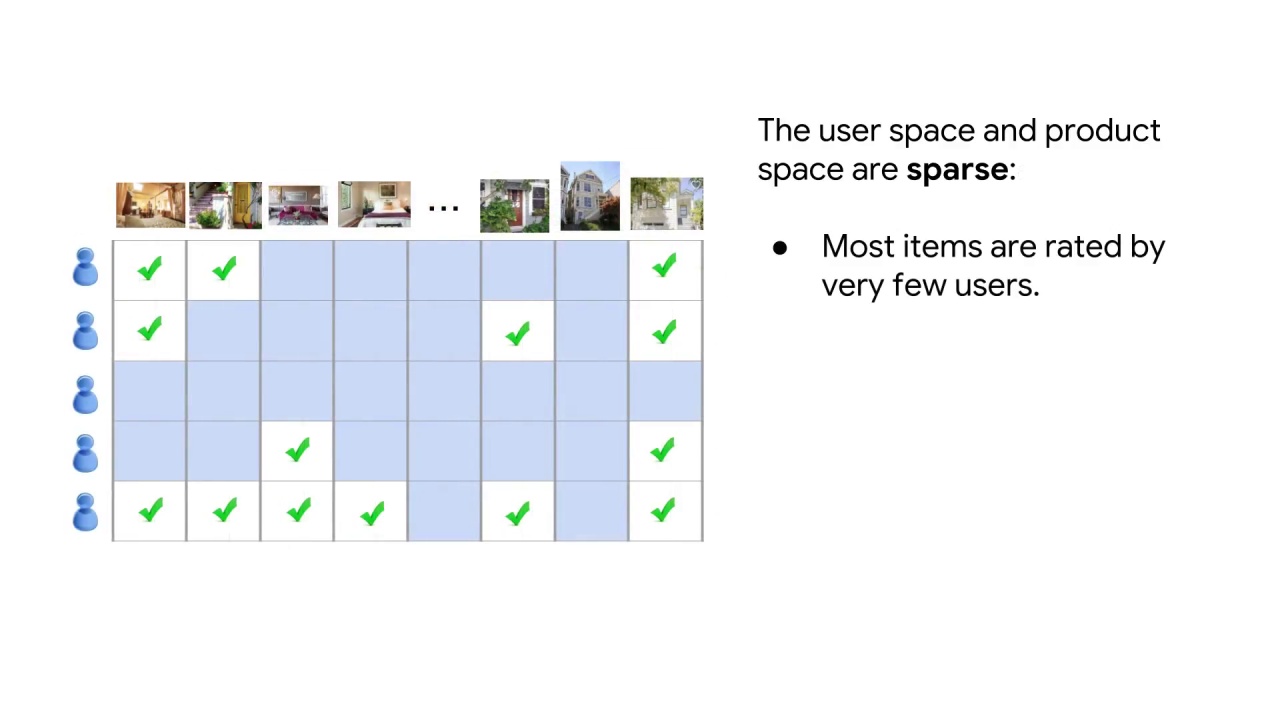 The user space and product
space are sparse:
...
● Most items are rated by
very few users.